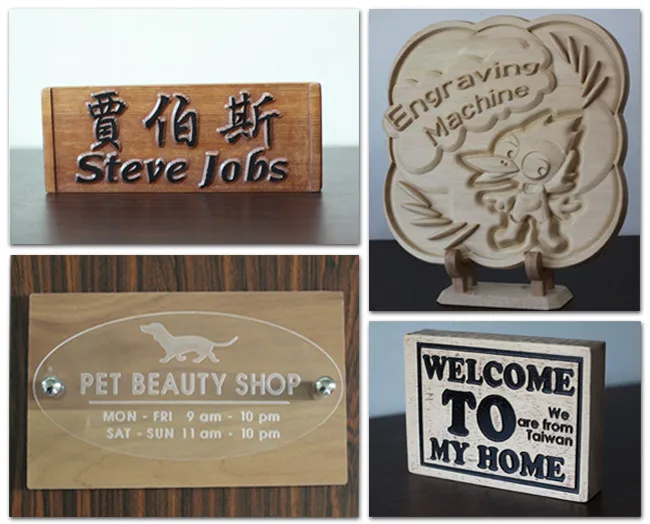 賈伯斯
Steve Jobs
Engraving
Machine
PET BEAUTY SHOP
MON - FRI 9 am - 10 pm
SAT - SUN 11 am - 10 pm
WELCOME
TO
We
are from
Taiwan
MY HOME